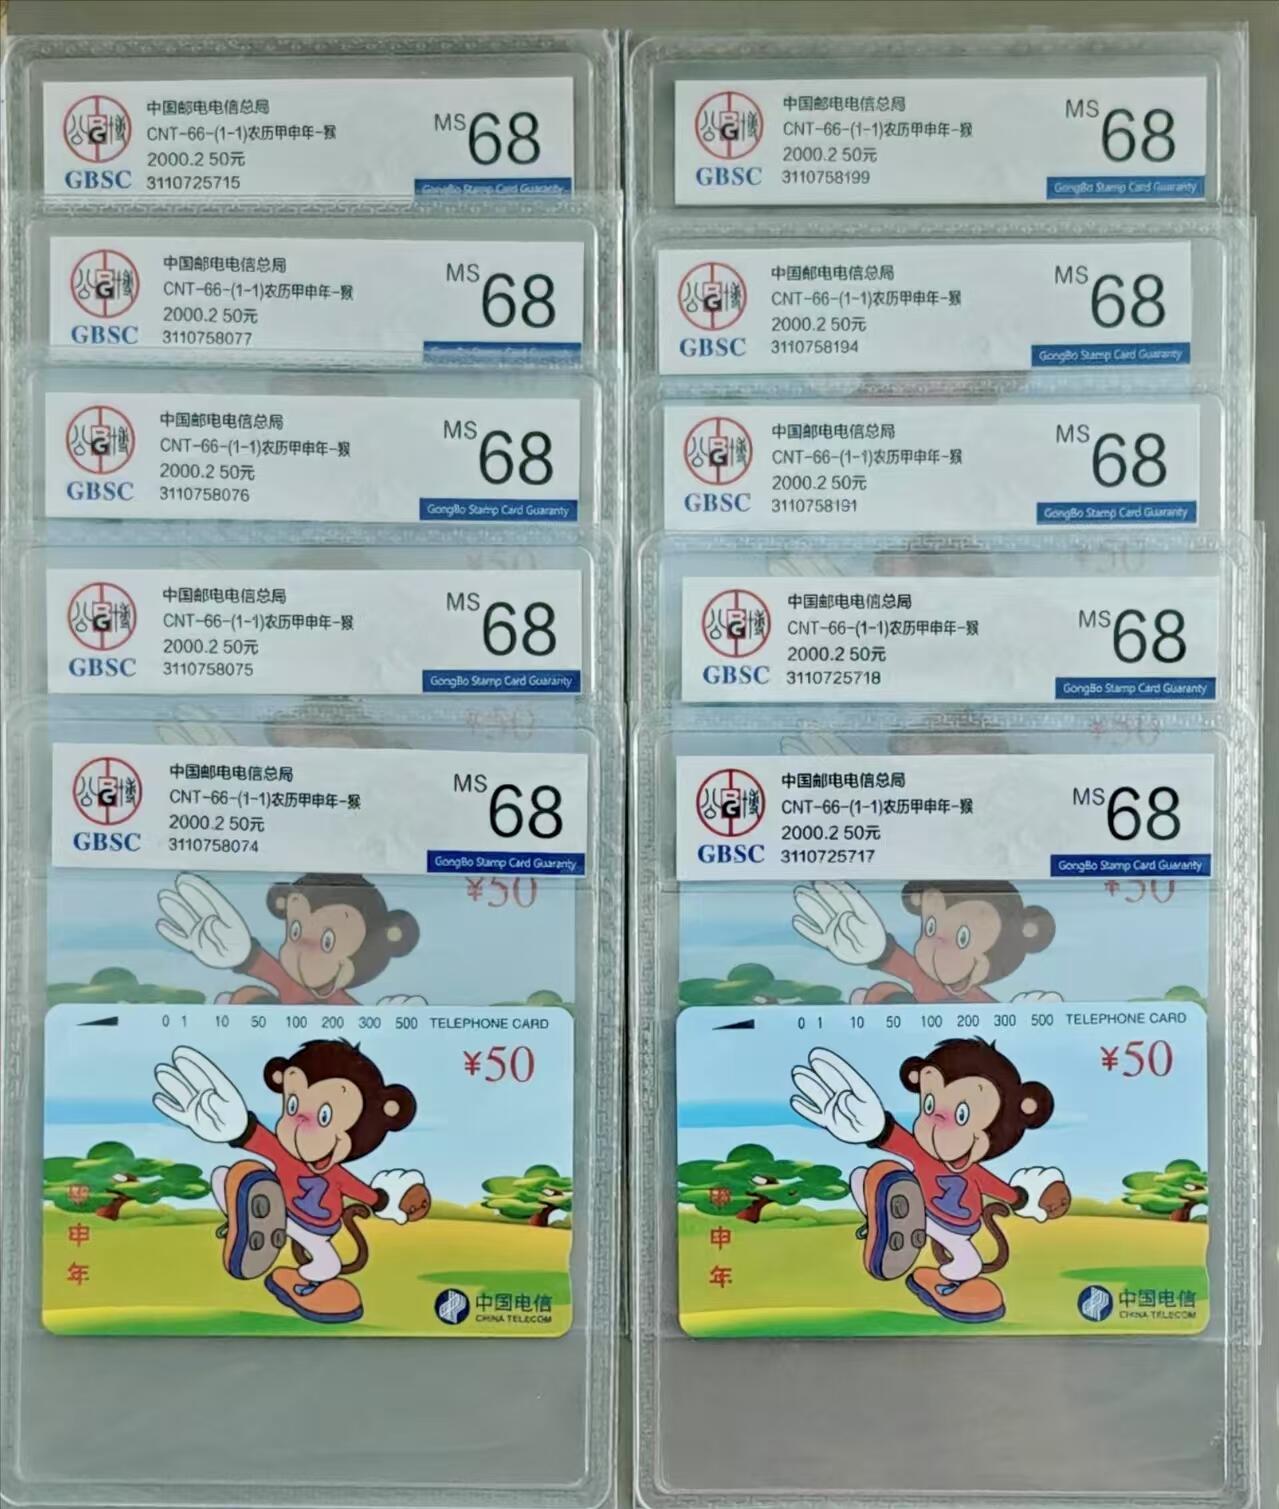 中国邮电电信总局
CNT-66-(1-1)农历甲申年-猴
2000.2 50元
3110725715
MS 68
GBSC
GongBo Stamp Card Guaranty
中国邮电电信总局
CNT-66-(1-1)农历甲申年-猴
2000.2 50元
3110758077
MS 68
GBSC
GongBo Stamp Card Guaranty
中国邮电电信总局
CNT-66-(1-1)农历甲申年-猴
2000.2 50元
3110758076
MS 68
GBSC
GongBo Stamp Card Guaranty
¥50
中国邮电电信总局
CNT-66-(1-1)农历甲申年-猴
2000.2 50元
3110758075
MS 68
GBSC
GongBo Stamp Card Guaranty
¥50
中国邮电电信总局
CNT-66-(1-1)农历甲申年-猴
2000.2 50元
3110758074
MS 68
GBSC
GongBo Stamp Card Guaranty
¥50
0 1 10 50 100 200 300 500 TELEPHONE CARD
¥50
1
申
年
中国电信
CHINA TELECOM
中国邮电电信总局
CNT-66-(1-1)农历甲申年-猴
2000.2 50元
3110758199
MS 68
GBSC
GongBo Stamp Card Guaranty
中国邮电电信总局
CNT-66-(1-1)农历甲申年-猴
2000.2 50元
3110758194
MS 68
GBSC
GongBo Stamp Card Guaranty
中国邮电电信总局
CNT-66-(1-1)农历甲申年-猴
2000.2 50元
3110758191
MS 68
GBSC
GongBo Stamp Card Guaranty
¥50
中国邮电电信总局
CNT-66-(1-1)农历甲申年-猴
2000.2 50元
3110725718
MS 68
GBSC
GongBo Stamp Card Guaranty
¥50
中国邮电电信总局
CNT-66-(1-1)农历甲申年-猴
2000.2 50元
3110725717
MS 68
GBSC
GongBo Stamp Card Guaranty
¥50
0 1 10 50 100 200 300 500 TELEPHONE CARD
¥50
1
申
年
中国电信
CHINA TELECOM